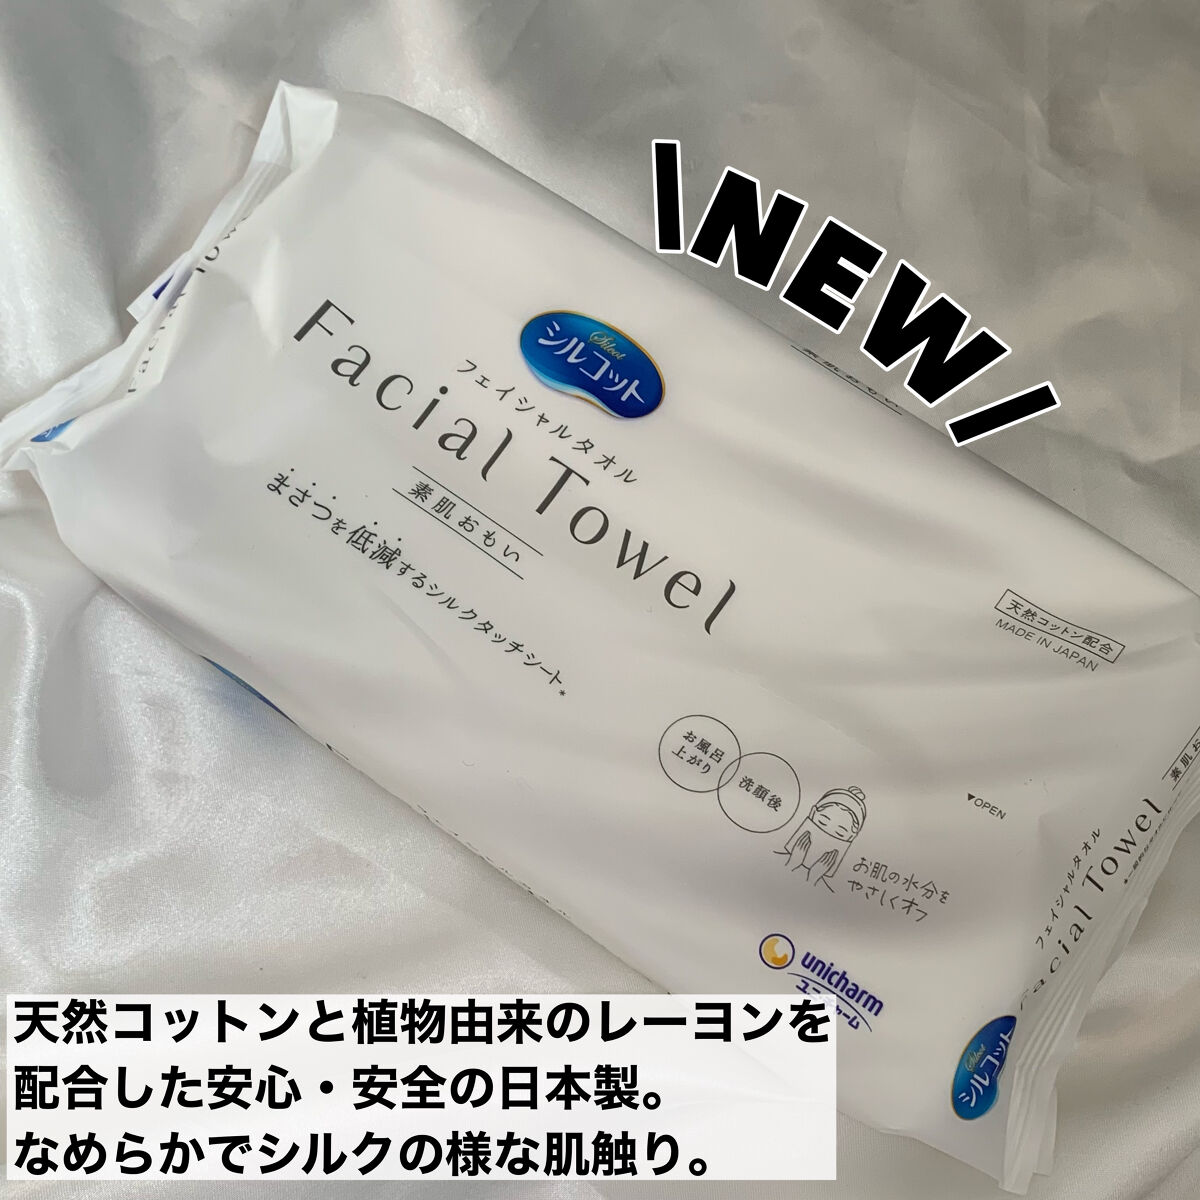 \NEW/
Silcot
シルコット
フェイシャルタオル
Facial Towel
素肌おもい
まさつを低減するシルクタッチシート*
素肌おもい
天然コットン配合
MADE IN JAPAN
お風呂
上がり
洗顔後
お肌の水分を
やさしくオフ
▼OPEN
unicharm
フェイシャルタオル
Facial Towel
Silcot
シルコット
天然コットンと植物由来のレーヨンを
配合した安心・安全の日本製。
なめらかでシルクの様な肌触り。